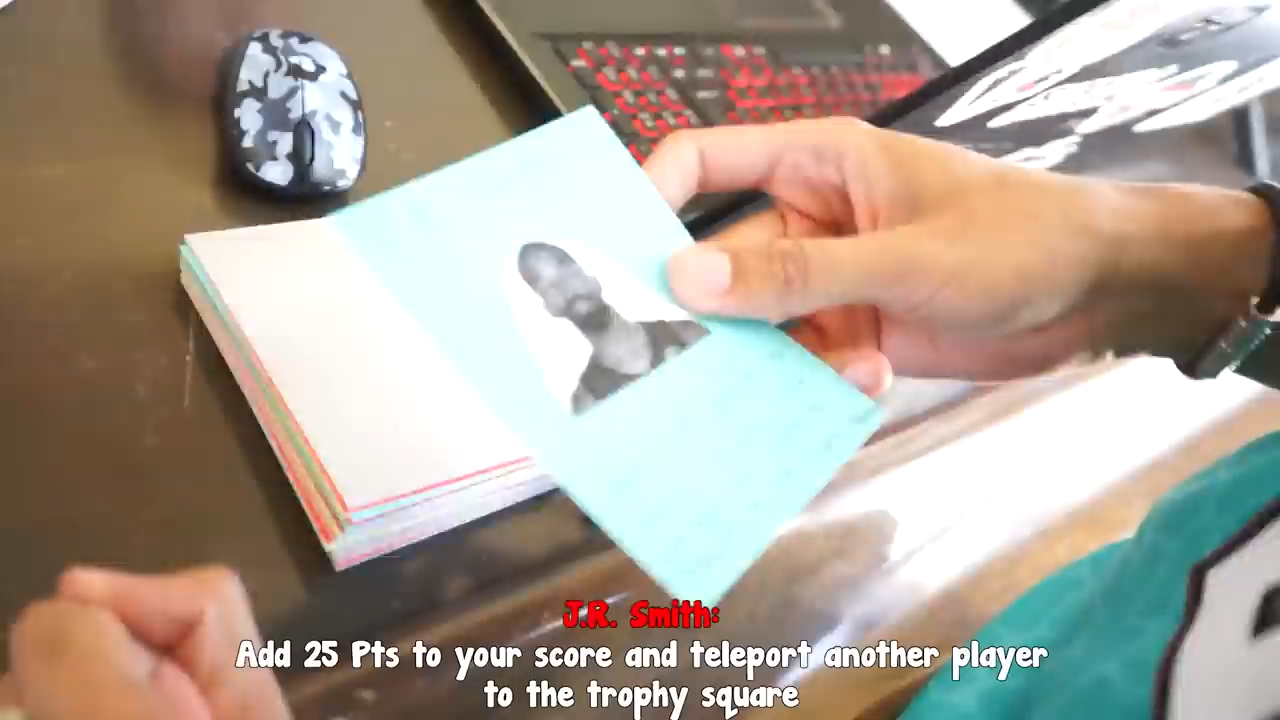 J.R. Smith:
Add 25 Pts to your score and teleport another player
to the trophy square